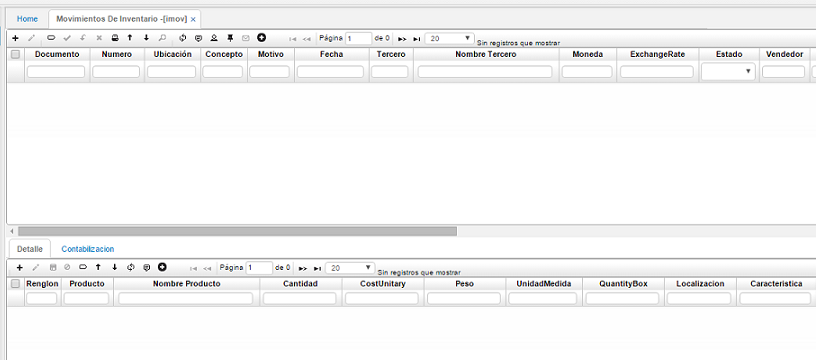 Home Movimientos De Inventario -[imov] ×
Página 1 de 0 20 Sin registros que mostrar
Documento Numero Ubicación Concepto Motivo Fecha Tercero Nombre Tercero Moneda ExchangeRate Estado Vendedor
Detalle Contabilizacion
Página 1 de 0 20 Sin registros que mostrar
Renglon Producto Nombre Producto Cantidad CostUnitary Peso UnidadMedida QuantityBox Localizacion Caracteristica